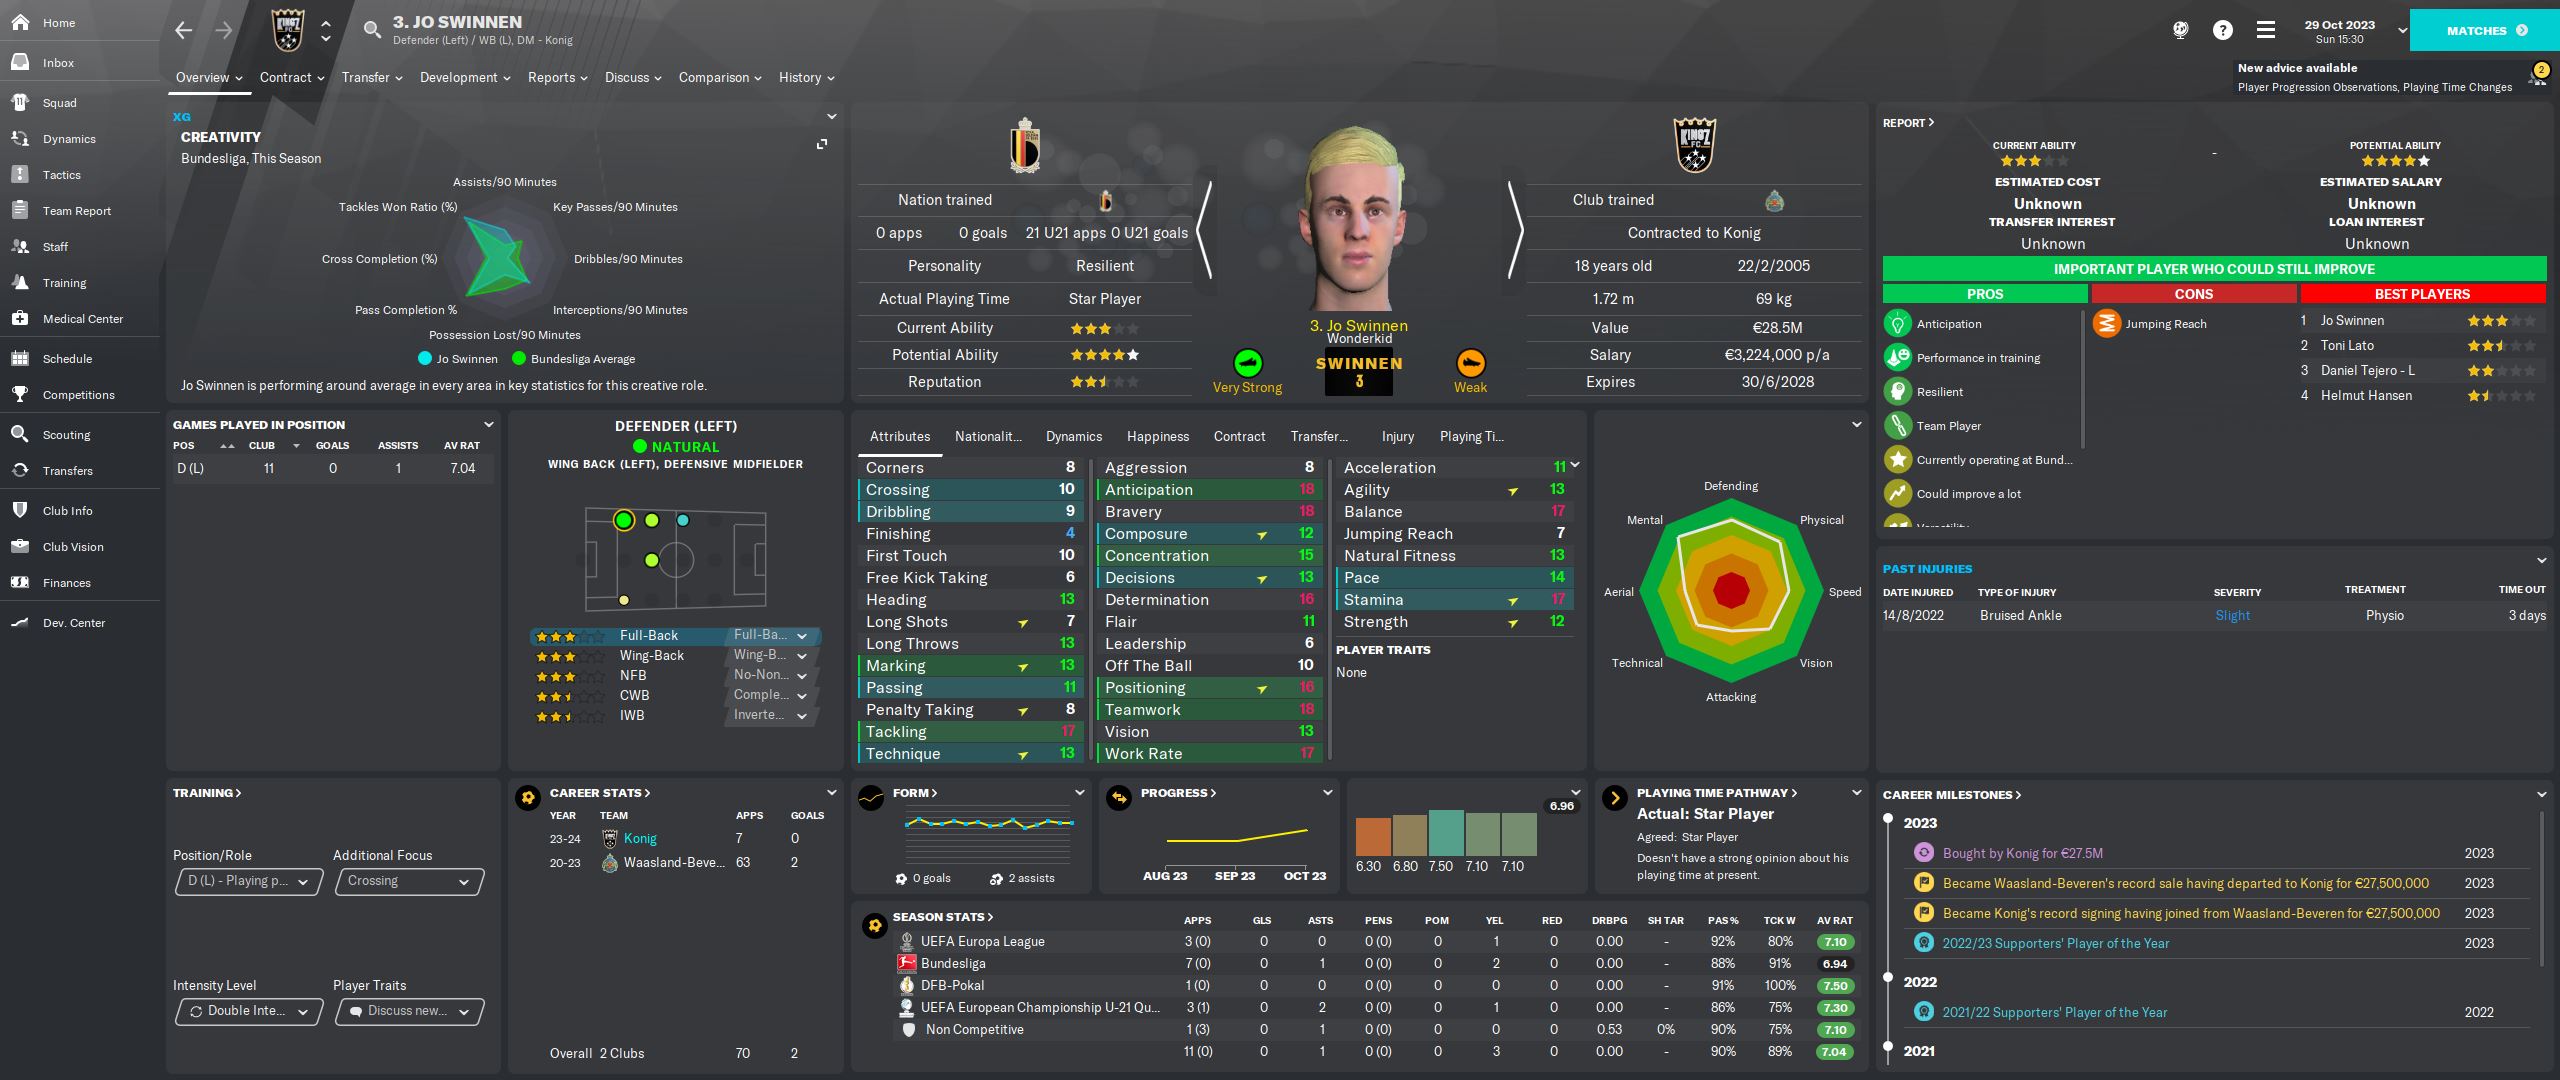 Home
Inbox
Squad
Dynamics
Tactics
Team Report
Staff
Training
Medical Center
Schedule
Competitions
Scouting
Transfers
Club Info
Club Vision
Finances
Dev. Center
3. JO SWINNEN
Defender (Left) / WB (L), DM - Konig
29 Oct 2023
Sun 15:30
MATCHES
Overview Contract Transfer Development Reports Discuss Comparison History
New advice available 2
Player Progression Observations, Playing Time Changes
XG
CREATIVITY
Bundesliga, This Season
Assists/90 Minutes
Tackles Won Ratio (%) Key Passes/90 Minutes
Cross Completion (%) Dribbles/90 Minutes
Pass Completion % Interceptions/90 Minutes
Possession Lost/90 Minutes
Jo Swinnen Bundesliga Average
Jo Swinnen is performing around average in every area in key statistics for this creative role.
Nation trained
0 apps 0 goals 21 U21 apps 0 U21 goals
Personality Resilient
Actual Playing Time Star Player
Current Ability
Potential Ability
Reputation
3. Jo Swinnen
Wonderkid
SWINNEN
3
Very Strong Weak
KINGZ
FC
Club trained
Contracted to Konig
18 years old 22/2/2005
1.72 m 69 kg
Value €28.5M
Salary €3,224,000 p/a
Expires 30/6/2028
REPORT
CURRENT ABILITY - POTENTIAL ABILITY
ESTIMATED COST ESTIMATED SALARY
Unknown Unknown
TRANSFER INTEREST LOAN INTEREST
Unknown Unknown
IMPORTANT PLAYER WHO COULD STILL IMPROVE
PROS CONS BEST PLAYERS
Anticipation
Performance in training
Resilient
Team Player
Currently operating at Bund...
Could improve a lot
Versatility
Jumping Reach
1 Jo Swinnen
2 Toni Lato
3 Daniel Tejero - L
4 Helmut Hansen
GAMES PLAYED IN POSITION
POS CLUB GOALS ASSISTS AV RAT
D (L) 11 0 1 7.04
DEFENDER (LEFT)
NATURAL
WING BACK (LEFT), DEFENSIVE MIDFIELDER
Full-Back Full-Ba...
Wing-Back Wing-B...
NFB No-Non...
CWB Comple...
IWB Inverte...
Attributes Nationalit... Dynamics Happiness Contract Transfer... Injury Playing Ti...
Corners 8
Crossing 10
Dribbling 9
Finishing 4
First Touch 10
Free Kick Taking 6
Heading 13
Long Shots 7
Long Throws 13
Marking 13
Passing 11
Penalty Taking 8
Tackling 17
Technique 13
Aggression 8
Anticipation 18
Bravery 18
Composure 12
Concentration 15
Decisions 13
Determination 16
Flair 11
Leadership 6
Off The Ball 10
Positioning 16
Teamwork 18
Vision 13
Work Rate 17
Acceleration 11
Agility 13
Balance 17
Jumping Reach 7
Natural Fitness 13
Pace 14
Stamina 17
Strength 12
PLAYER TRAITS
None
Defending
Mental Physical
Aerial Speed
Technical Vision
Attacking
PAST INJURIES
DATE INJURED TYPE OF INJURY SEVERITY TREATMENT TIME OUT
14/8/2022 Bruised Ankle Slight Physio 3 days
TRAINING
Position/Role Additional Focus
D (L) - Playing p... Crossing
Intensity Level Player Traits
Double Inte... Discuss new...
CAREER STATS
YEAR TEAM APPS GOALS
23-24 Konig 7 0
20-23 Waasland-Beve... 63 2
Overall 2 Clubs 70 2
FORM
0 goals 2 assists
PROGRESS
AUG 23 SEP 23 OCT 23
6.96
6.30 6.80 7.50 7.10 7.10
PLAYING TIME PATHWAY
Actual: Star Player
Agreed: Star Player
Doesn't have a strong opinion about his
playing time at present.
SEASON STATS APPS GLS ASTS PENS POM YEL RED DRBPG SH TAR PAS % TCK W AV RAT
UEFA Europa League 3 (0) 0 0 0 (0) 0 1 0 0.00 - 92% 80% 7.10
Bundesliga 7 (0) 0 1 0 (0) 0 2 0 0.00 - 88% 91% 6.94
DFB-Pokal 1 (0) 0 0 0 (0) 0 0 0 0.00 - 91% 100% 7.50
UEFA European Championship U-21 Qu... 3 (1) 0 2 0 (0) 0 1 0 0.00 - 86% 75% 7.30
Non Competitive 1 (3) 0 1 0 (0) 0 0 0 0.53 0% 90% 75% 7.10
11 (0) 0 1 0 (0) 0 3 0 0.00 - 90% 89% 7.04
CAREER MILESTONES
2023
Bought by Konig for €27.5M 2023
Became Waasland-Beveren's record sale having departed to Konig for €27,500,000 2023
Became Konig's record signing having joined from Waasland-Beveren for €27,500,000 2023
2022/23 Supporters' Player of the Year 2023
2022
2021/22 Supporters' Player of the Year 2022
2021